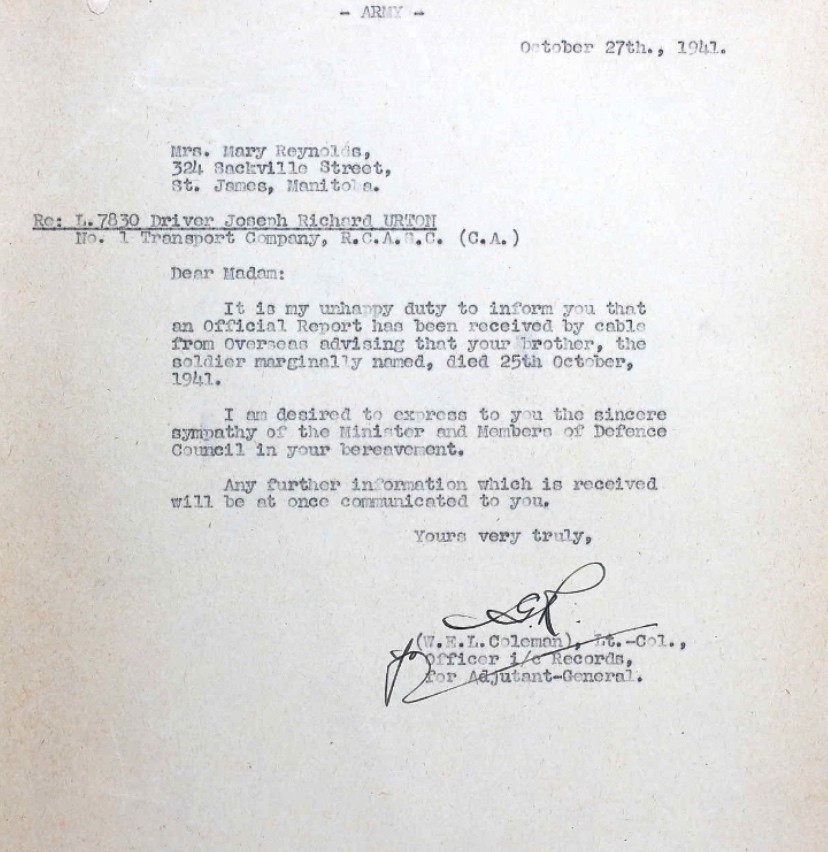 - ARMY -
October 27th., 1941.
Mrs. Mary Reynolds,
324 Sackville Street,
St. James, Manitoba.
Re: L.7830 Driver Joseph Richard URTON
No. 1 Transport Company, R.C.A.S.C. (C.A.)
Dear Madam:
It is my unhappy duty to inform you that
an Official Report has been received by cable
from Overseas advising that your brother, the
soldier marginally named, died 25th October,
1941.
I am desired to express to you the sincere
sympathy of the Minister and Members of Defence
Council in your bereavement.
Any further information which is received
will be at once communicated to you.
Yours very truly,
(W.E.L.Coleman), Lt.-Col.,
Officer i/c Records,
for Adjutant-General.